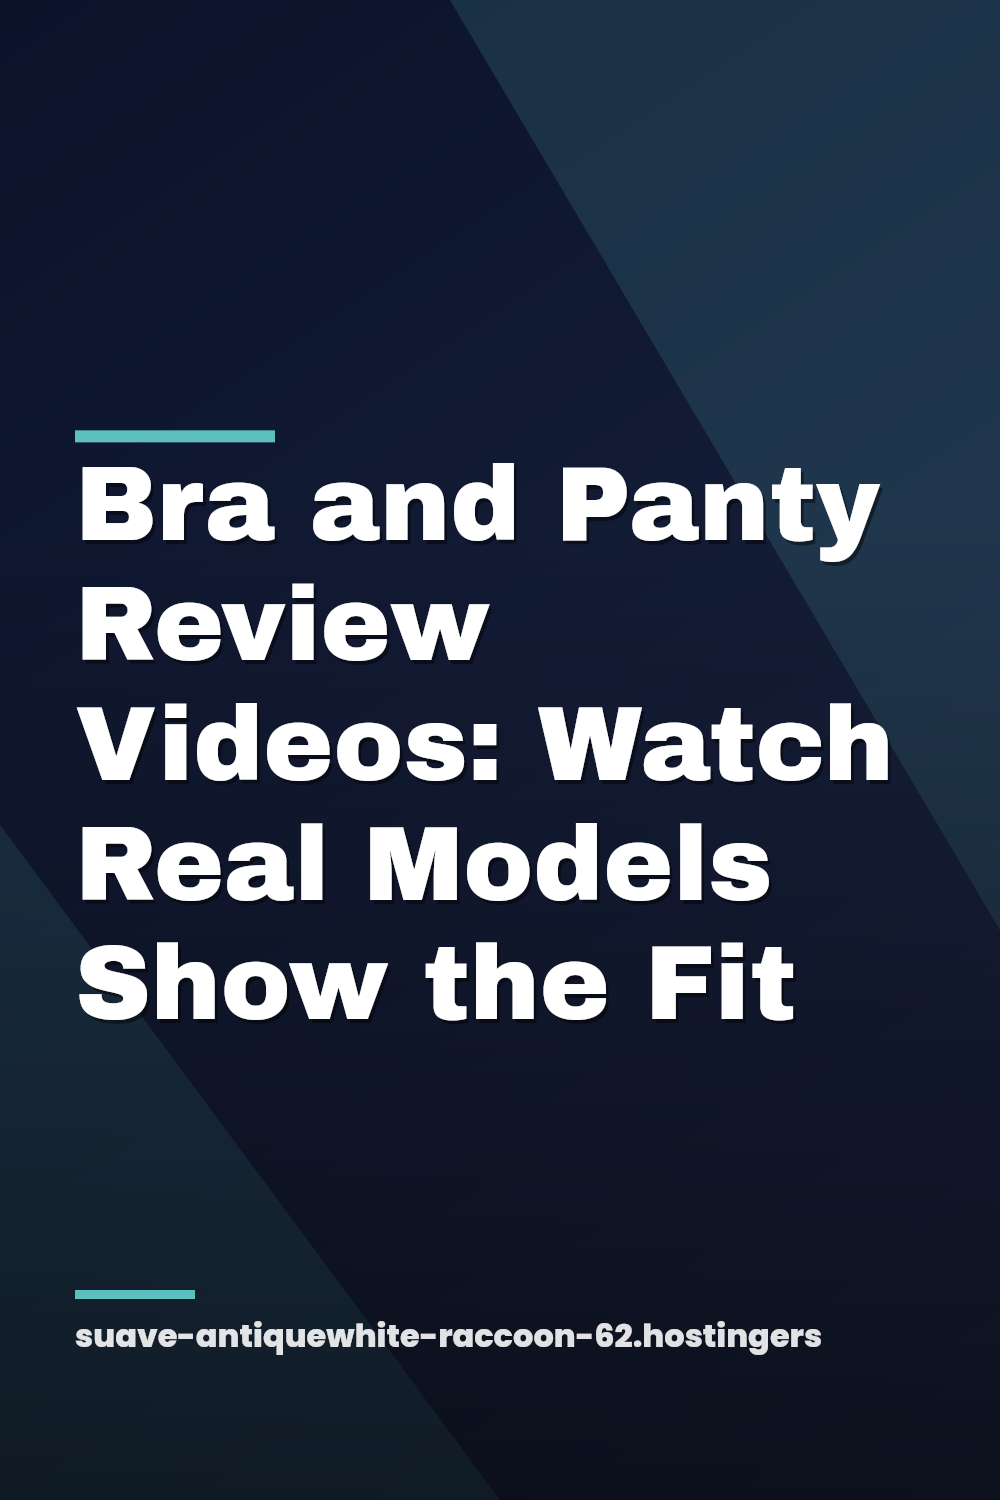 Bra and Panty
Review
Videos: Watch
Real Models
Show the Fit
suave-antiquewhite-raccoon-62.hostingers